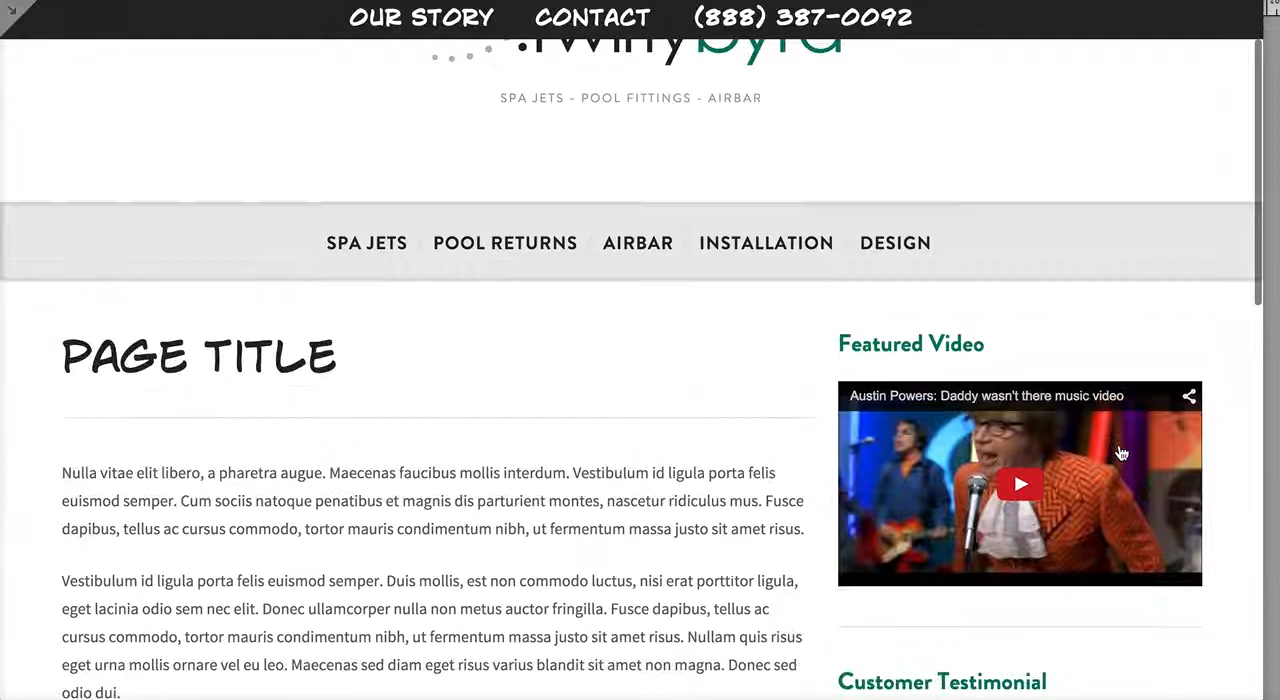 OUR STORY CONTACT (888) 387-0092
SPA JETS - POOL FITTINGS - AIRBAR
SPA JETS POOL RETURNS AIRBAR INSTALLATION DESIGN
PAGE TITLE
Nulla vitae elit libero, a pharetra augue. Maecenas faucibus mollis interdum. Vestibulum id ligula porta felis
euismod semper. Cum sociis natoque penatibus et magnis dis parturient montes, nascetur ridiculus mus. Fusce
dapibus, tellus ac cursus commodo, tortor mauris condimentum nibh, ut fermentum massa justo sit amet risus.
Vestibulum id ligula porta felis euismod semper. Duis mollis, est non commodo luctus, nisi erat porttitor ligula,
eget lacinia odio sem nec elit. Donec ullamcorper nulla non metus auctor fringilla. Fusce dapibus, tellus ac
cursus commodo, tortor mauris condimentum nibh, ut fermentum massa justo sit amet risus. Nullam quis risus
eget urna mollis ornare vel eu leo. Maecenas sed diam eget risus varius blandit sit amet non magna. Donec sed
odio dui.
Featured Video
Austin Powers: Daddy wasn't there music video
Customer Testimonial